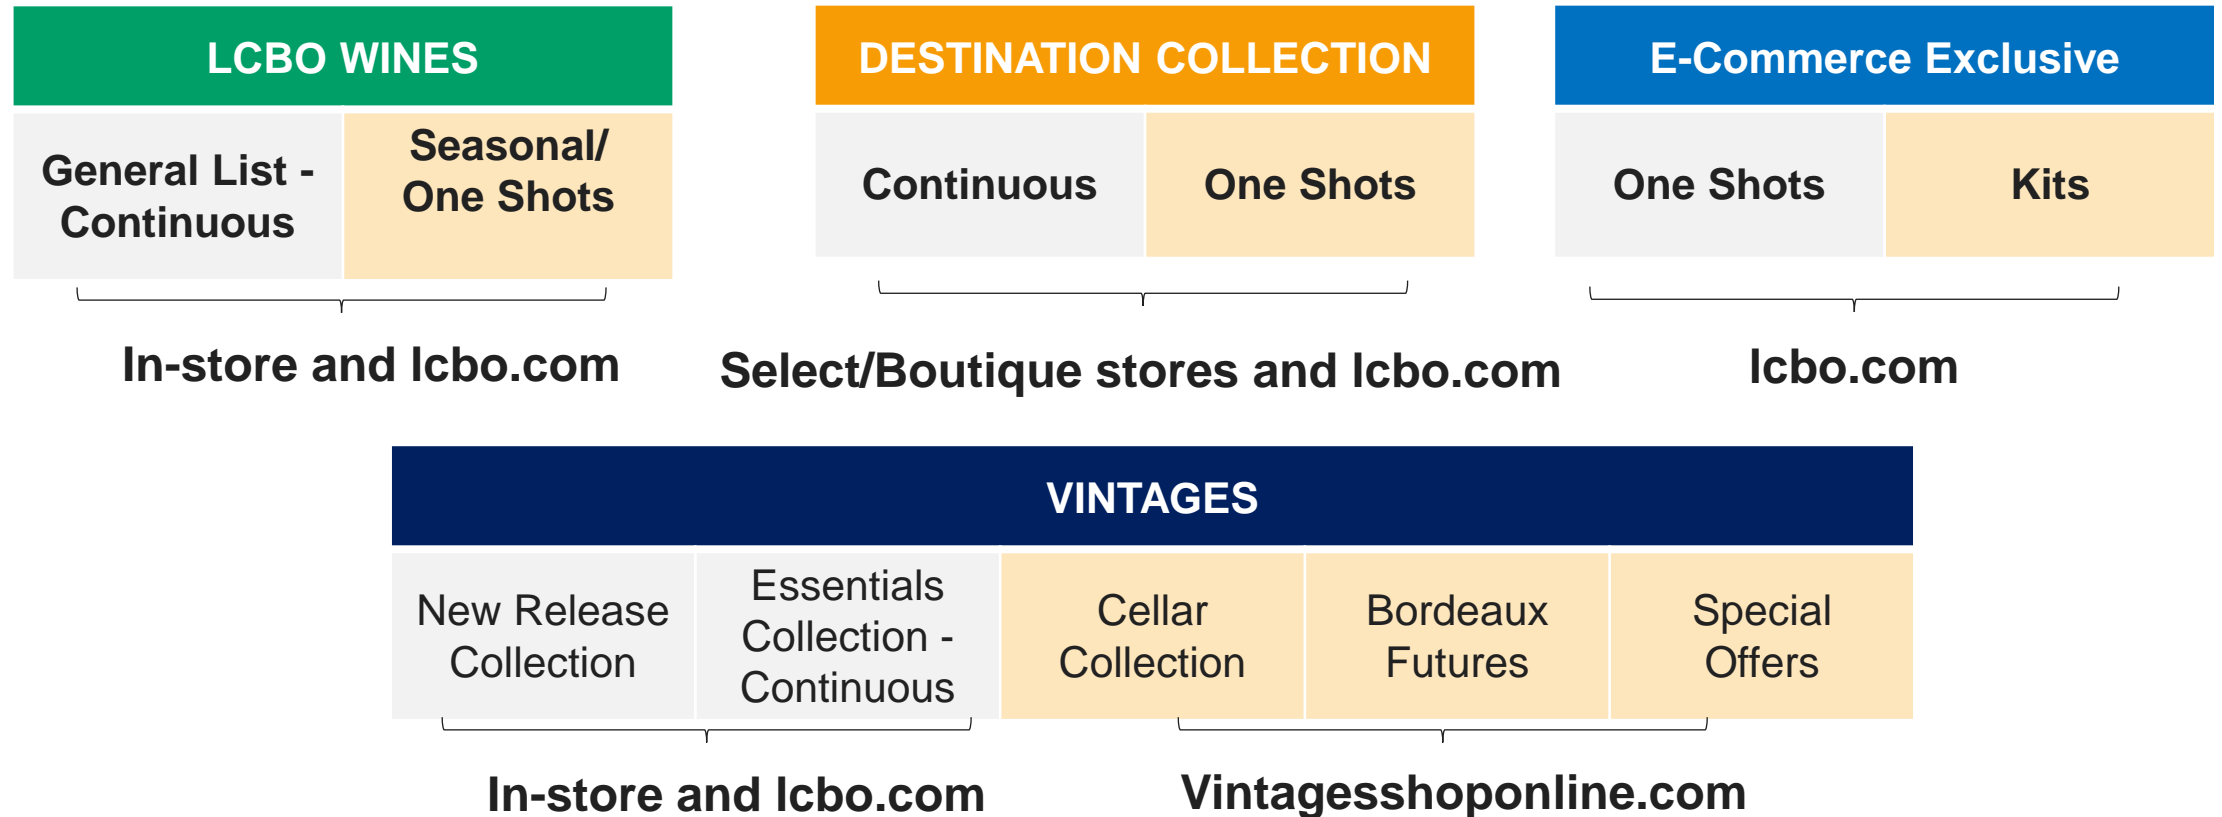 LCBO WINES
General List -
Continuous
Seasonal/
One Shots
In-store and lcbo.com
DESTINATION COLLECTION
Continuous
One Shots
Select/Boutique stores and lcbo.com
E-Commerce Exclusive
One Shots
Kits
lcbo.com
VINTAGES
New Release
Collection
Essentials
Collection -
Continuous
Cellar
Collection
Bordeaux
Futures
Special
Offers
In-store and lcbo.com
Vintagesshoponline.com